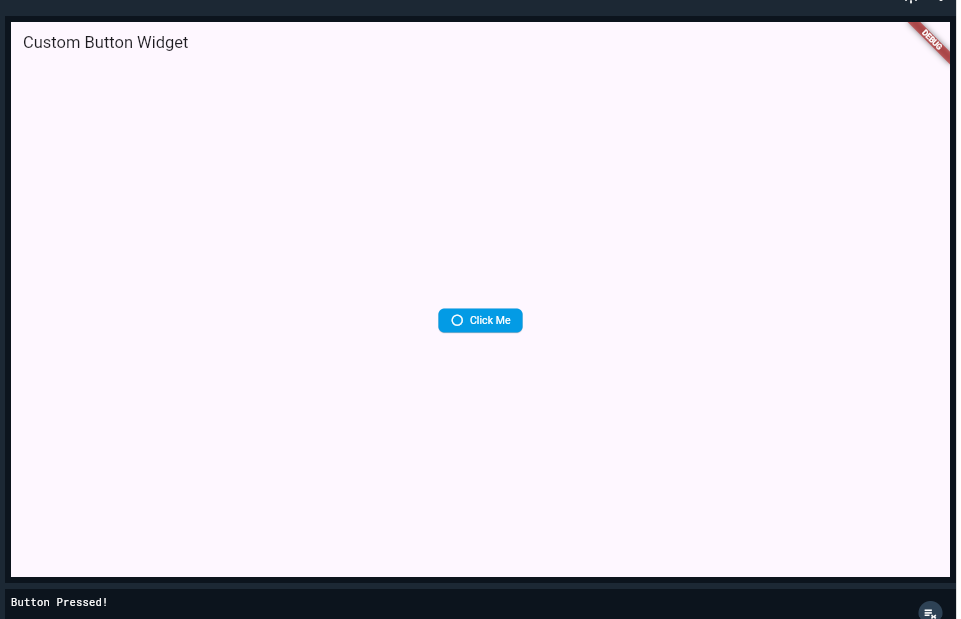 Custom Button Widget
DEBUG
Click Me
Button Pressed!